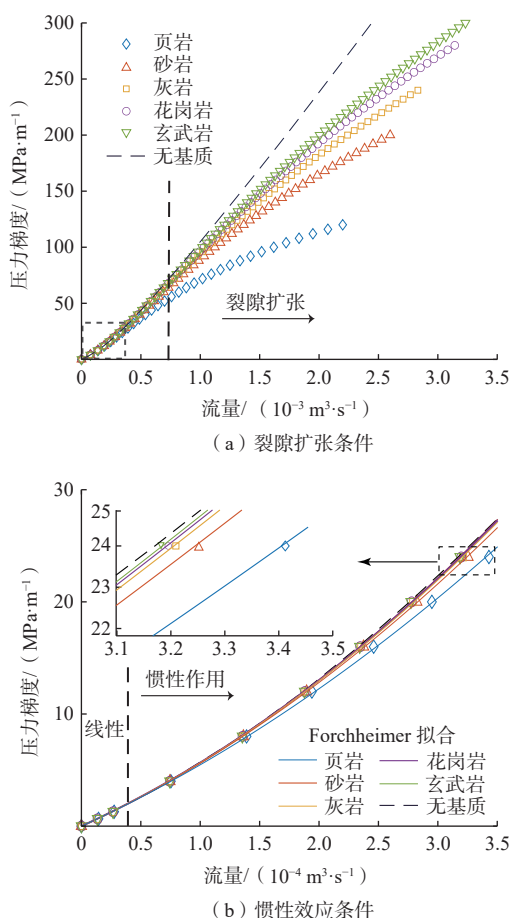 300
250
200
150
100
50
0
0.5
1.0
1.5
2.0
2.5
3.0
3.5
压力梯度/（MPa·m⁻¹）
页岩
砂岩
灰岩
花岗岩
玄武岩
无基质
裂隙扩张
流量/（10⁻³ m³·s⁻¹）
（a）裂隙扩张条件
30
20
10
0
0.5
1.0
1.5
2.0
2.5
3.0
3.5
压力梯度/（MPa·m⁻¹）
25
24
23
22
3.1
3.2
3.3
3.4
3.5
惯性作用
线性
Forchheimer 拟合
页岩 花岗岩
砂岩 玄武岩
灰岩 无基质
流量/（10⁻⁴ m³·s⁻¹）
（b）惯性效应条件